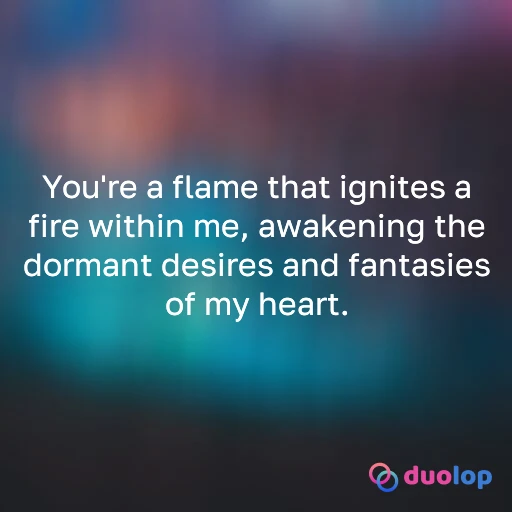 You're a flame that ignites a
fire within me, awakening the
dormant desires and fantasies
of my heart.
duolop